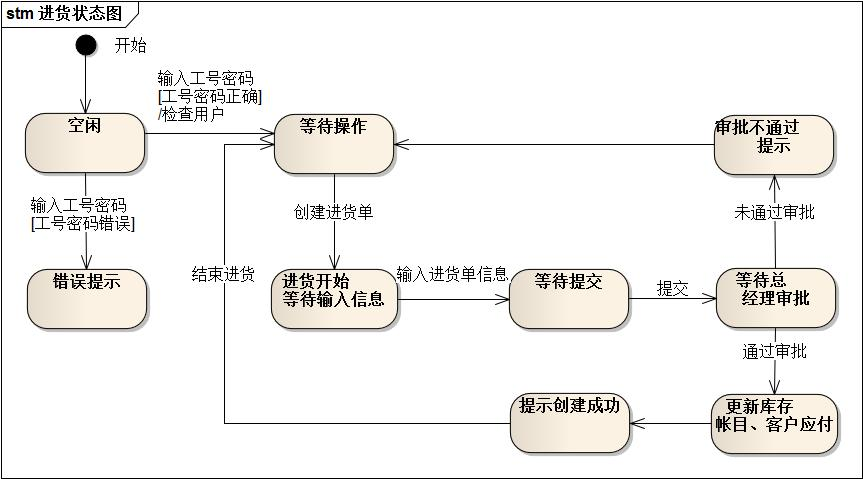 stm 进货状态图
开始
输入工号密码
[工号密码正确]
/检查用户
空闲
等待操作
审批不通过
提示
输入工号密码
[工号密码错误]
创建进货单
未通过审批
错误提示
结束进货
进货开始
等待输入信息
输入进货单信息
等待提交
提交
等待总
经理审批
通过审批
提示创建成功
更新库存
帐目、客户应付